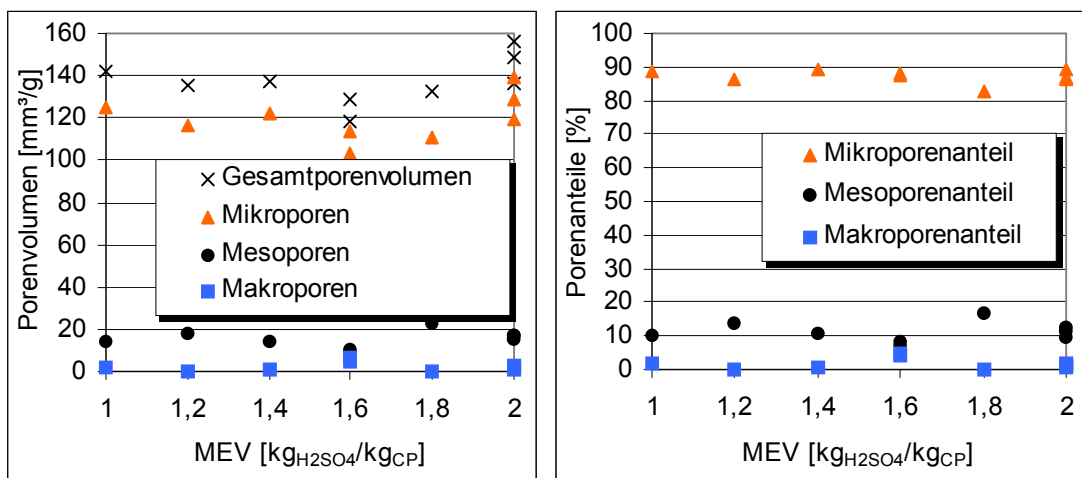 Porenvolumen [mm³/g]
160
140
120
100
80
60
40
20
0
Gesamtporenvolumen
Mikroporen
Mesoporen
Makroporen
1 1,2 1,4 1,6 1,8 2
MEV [kgH2SO4/kgCP]
Porenanteile [%]
100
90
80
70
60
50
40
30
20
10
0
Mikroporenanteil
Mesoporenanteil
Makroporenanteil
1 1,2 1,4 1,6 1,8 2
MEV [kgH2SO4/kgCP]